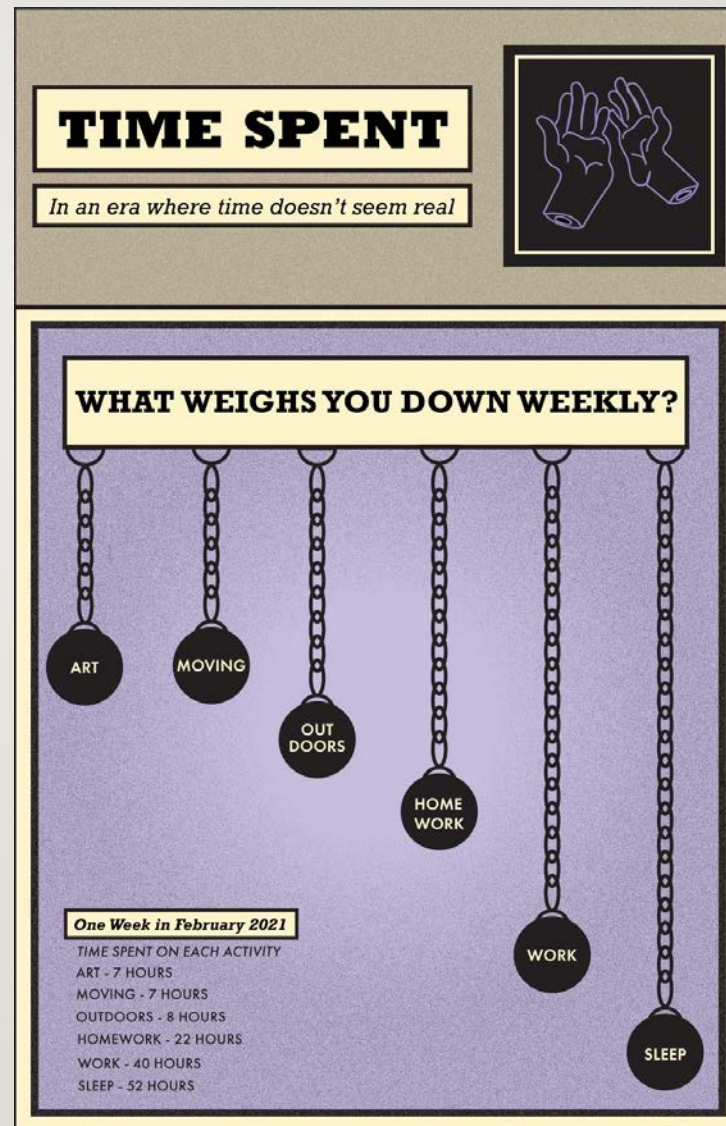 TIME SPENT
In an era where time doesn't seem real
WHAT WEIGHS YOU DOWN WEEKLY?
ART
MOVING
OUT
DOORS
HOME
WORK
WORK
SLEEP
One Week in February 2021
TIME SPENT ON EACH ACTIVITY
ART - 7 HOURS
MOVING - 7 HOURS
OUTDOORS - 8 HOURS
HOMEWORK - 22 HOURS
WORK - 40 HOURS
SLEEP - 52 HOURS